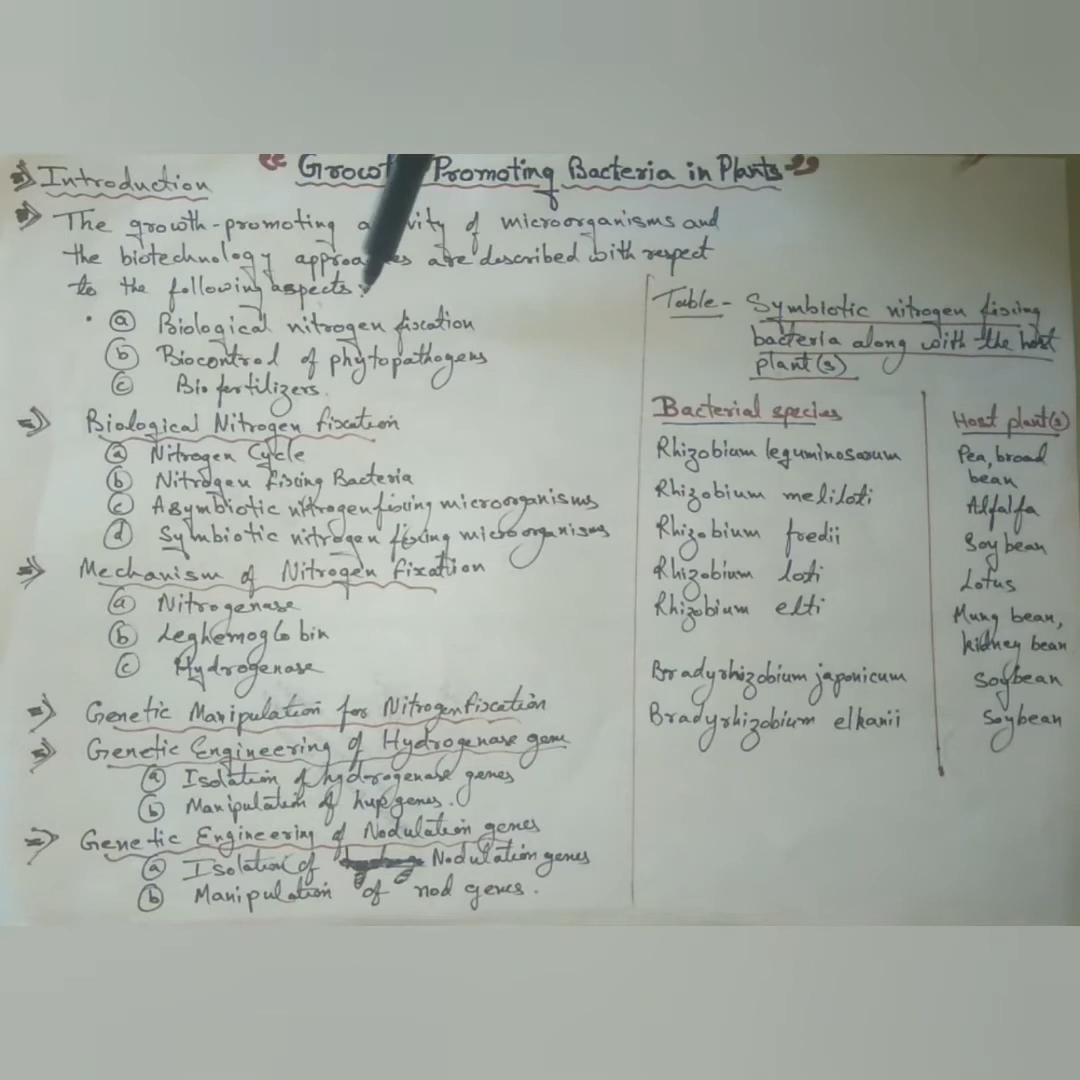 "Growt Promoting Bacteria in Plants"
⇒ Introduction
⇒ The growth-promoting a vity of microorganisms and
the biotechnology approa es are described with respect
to the following aspects:
(a) Biological nitrogen fixation
(b) Biocontrol of phytopathogens
(c) Bio fertilizers.
⇒ Biological Nitrogen fixation
(a) Nitrogen Cycle
(b) Nitrogen fixing Bacteria
(c) Asymbiotic nitrogen fixing microorganisms
(d) Symbiotic nitrogen fixing microorganisms
⇒ Mechanism of Nitrogen fixation
(a) Nitrogenase
(b) Leghemoglobin
(c) Hydrogenase
⇒ Genetic Manipulation for Nitrogen fixation
⇒ Genetic Engineering of Hydrogenase gene
(a) Isolation of hydrogenase genes
(b) Manipulation of hup genes.
⇒ Genetic Engineering of Nodulation genes
(a) Isolation of Nodulation genes
(b) Manipulation of nod genes.
Table - Symbiotic nitrogen fixing
bacteria along with the host
plant(s)
Bacterial species Host plant(s)
Rhizobium leguminosarum Pea, broad
bean
Rhizobium meliloti Alfalfa
Rhizobium fredii Soybean
Rhizobium loti Lotus
Rhizobium elti Mung bean,
kidney bean
Bradyrhizobium japonicum Soybean
Bradyrhizobium elkanii Soybean